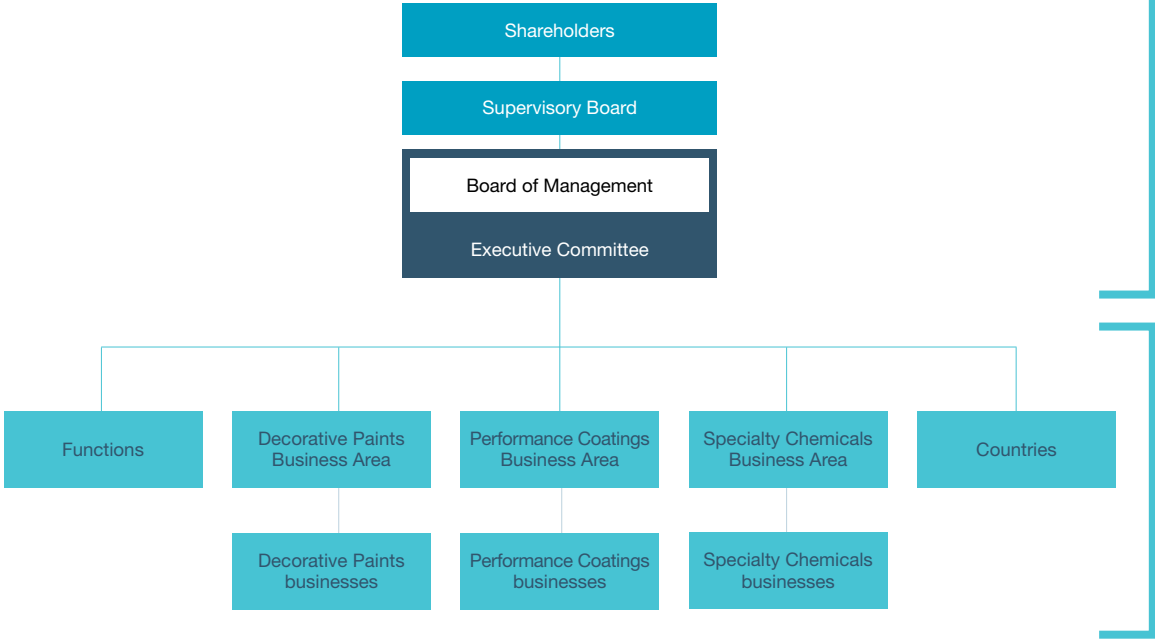 Shareholders
Supervisory Board
Board of Management
Executive Committee
Functions
Decorative Paints
Business Area
Performance Coatings
Business Area
Specialty Chemicals
Business Area
Countries
Decorative Paints
businesses
Performance Coatings
businesses
Specialty Chemicals
businesses